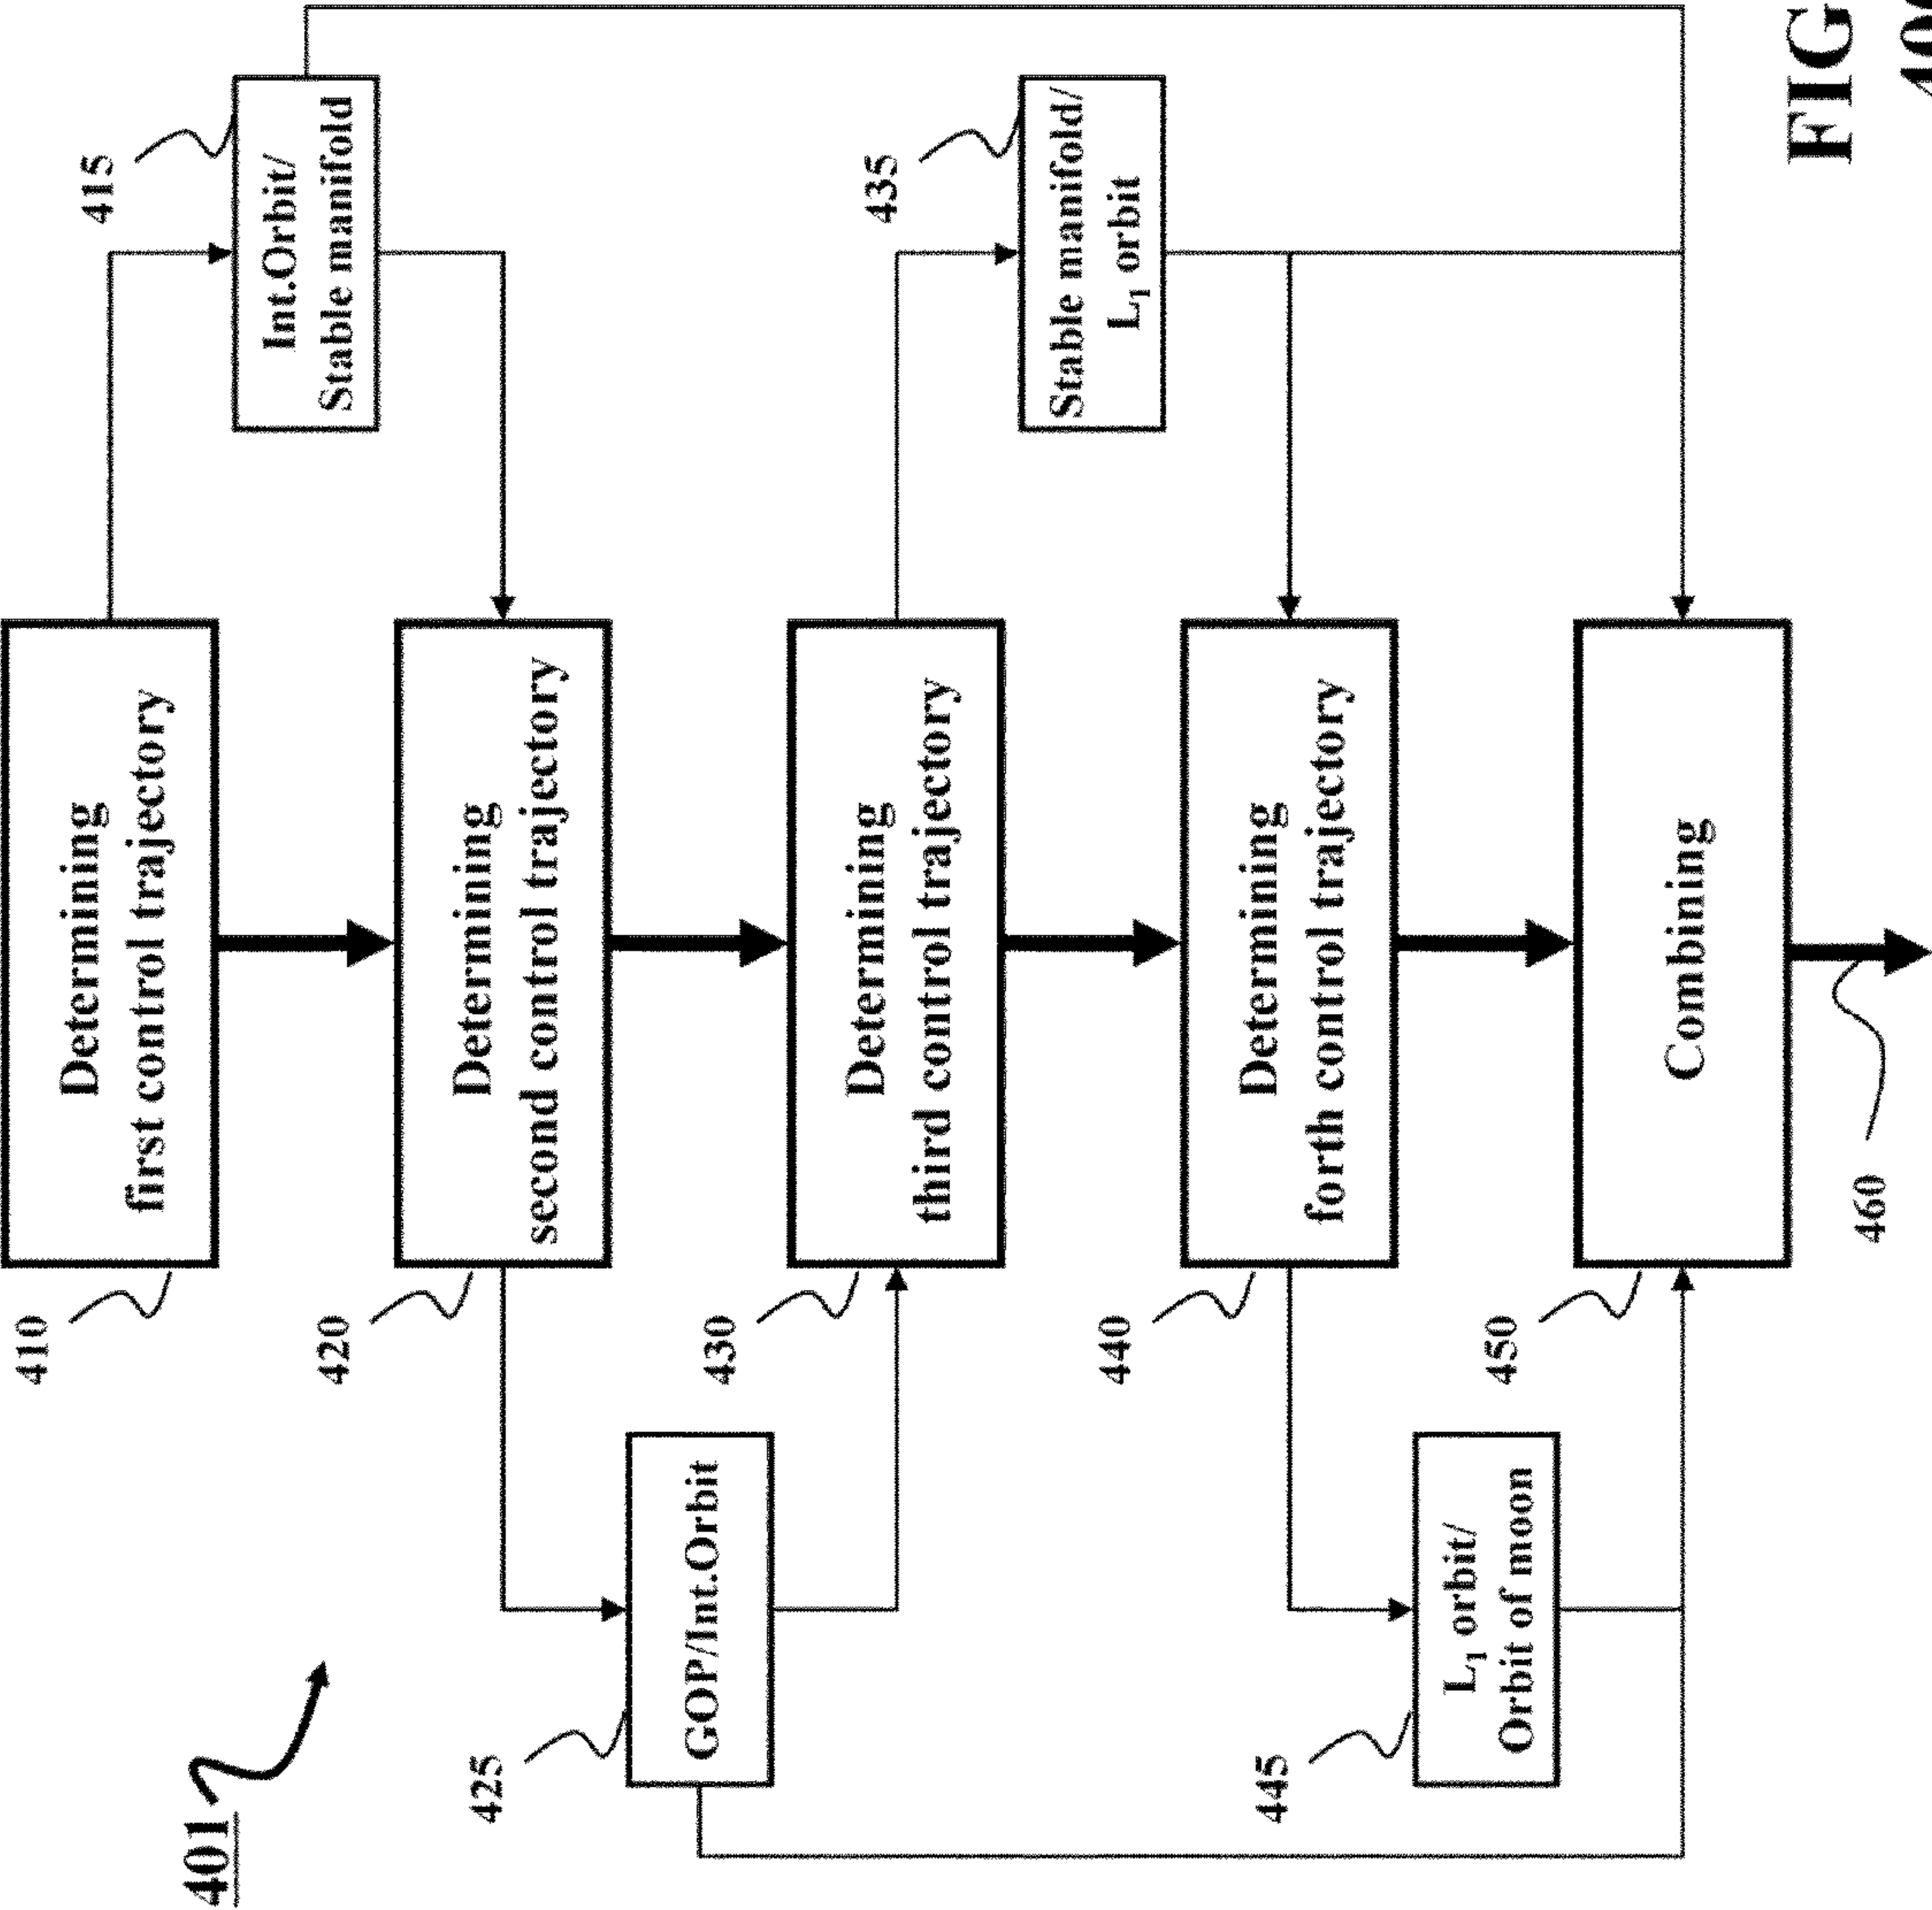 410
Determining
first control trajectory
415
401
Int.Orbit/
Stable manifold
420
Determining
second control trajectory
425
GOP/Int.Orbit
430
Determining
third control trajectory
435
Stable manifold/
L₁ orbit
440
Determining
forth control trajectory
445
L₁ orbit/
Orbit of moon
450
Combining
460
FIG